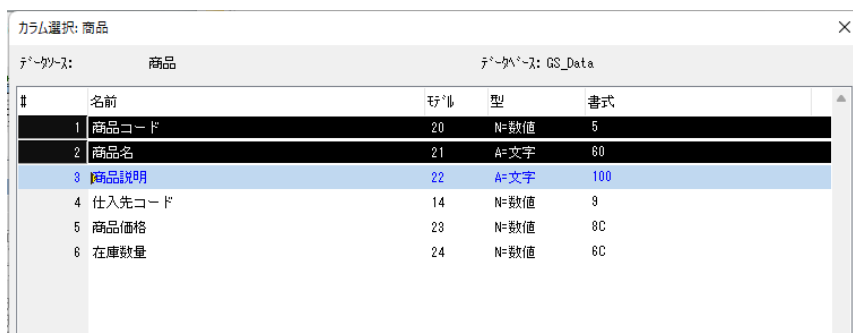 カラム選択: 商品
データソース: 商品 データベース: GS_Data
# 名前 モデル 型 書式
1 商品コード 20 N=数値 5
2 商品名 21 A=文字 60
3 商品説明 22 A=文字 100
4 仕入先コード 14 N=数値 9
5 商品価格 23 N=数値 8C
6 在庫数量 24 N=数値 6C